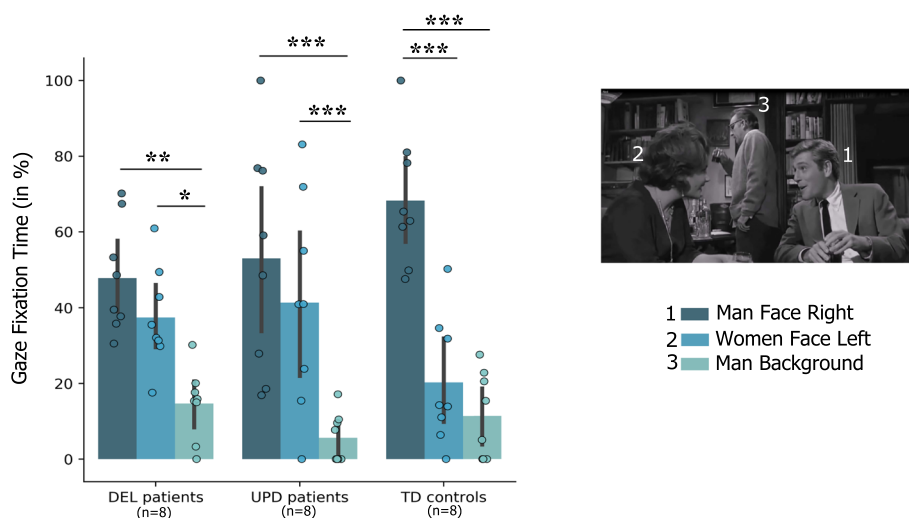 ***
***
***
***
**
*
Gaze Fixation Time (in %)
100
80
60
40
20
0
DEL patients
(n=8)
UPD patients
(n=8)
TD controls
(n=8)
3
2
1
1 Man Face Right
2 Women Face Left
3 Man Background